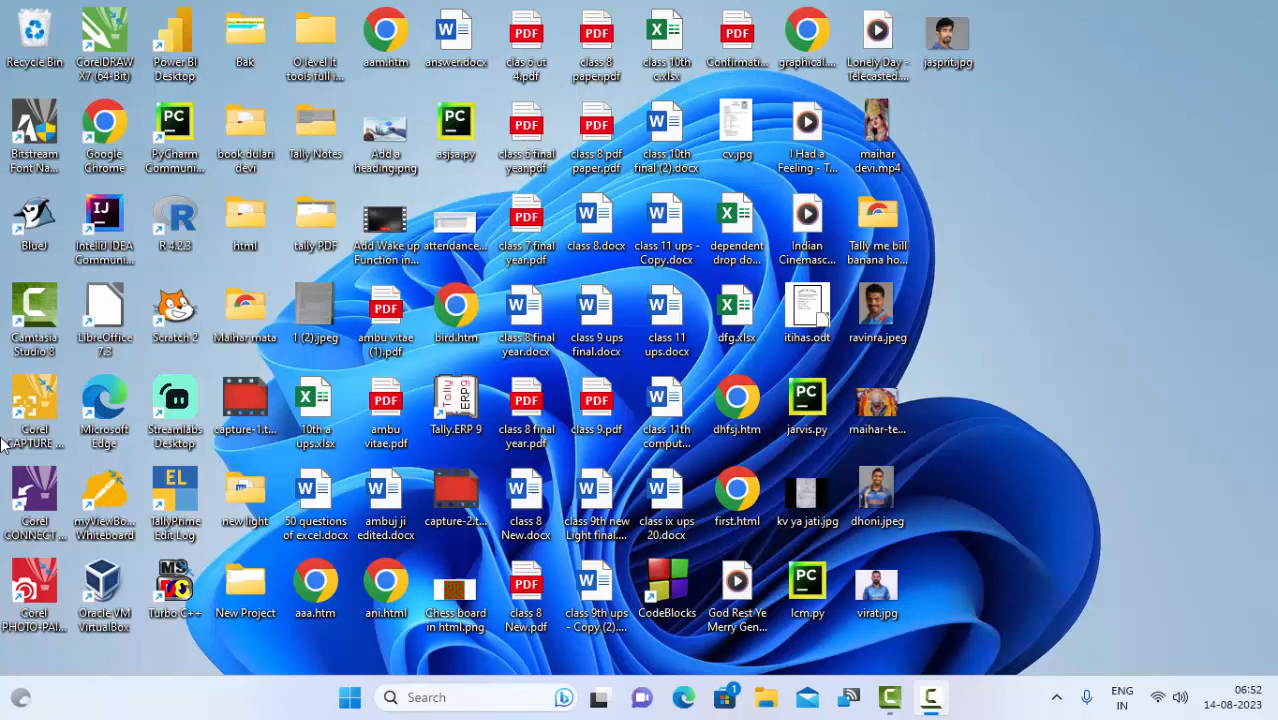 Recycle Bin
CorelDRAW
X7 (64-Bit)
Power BI
Desktop
Bak
O level it
tools full i...
aam.htm
answer.docx
clas 6 ut
4.pdf
class 8
paper.pdf
class 10th
c.xlsx
Confirmati...
graphical....
Lonely Day -
Telecasted....
jasprit.jpg
Bitstream
Font Na...
Google
Chrome
PyCharm
Communi...
book dulari
devi
Tally Notes
Add a
heading.png
asjsa.py
class 6 final
year.pdf
class 8 pdf
paper.pdf
class 10th
final (2).docx
cv.jpg
I Had a
Feeling - T...
maihar
devi.mp4
BlueJ
IntelliJ IDEA
Communi...
R 4.2.3
html
tally PDF
Add Wake up
Function in...
attendance...
class 7 final
year.pdf
class 8.docx
class 11 ups -
Copy.docx
dependent
drop do...
Indian
Cinemasc...
Tally me bill
banana ho...
Camtasia
Studio 8
LibreOffice
7.3
Scratch 2
Maihar mata
1 (2).jpeg
ambu vitae
(1).pdf
bird.htm
class 8 final
year.docx
class 9 ups
final.docx
class 11
ups.docx
dfg.xlsx
itihas.odt
ravinra.jpeg
Corel
CAPTURE ...
Microsoft
Edge
Streamlabs
Desktop
capture-1.t...
10th a
ups.xlsx
ambu
vitae.pdf
Tally.ERP 9
class 8 final
year.pdf
class 9.pdf
class 11th
comput...
dhfsj.htm
jarvis.py
maihar-te...
Corel
CONNECT ...
myViewBo...
Whiteboard
TallyPrime
Edit Log
new light
50 questions
of excel.docx
ambuj ji
edited.docx
capture-2.t...
class 8
New.docx
class 9th new
Light final....
class ix ups
20.docx
first.html
kv ya jati.jpg
dhoni.jpeg
Corel
PHOTO-PAI...
Oracle VM
VirtualBox
Turbo C++
New Project
aaa.htm
ani.html
Chess board
in html.png
class 8
New.pdf
class 9th ups
- Copy (2)....
CodeBlocks
God Rest Ye
Merry Gen...
lcm.py
virat.jpg
Search
1
ENG
IN
06:52
14-08-2023